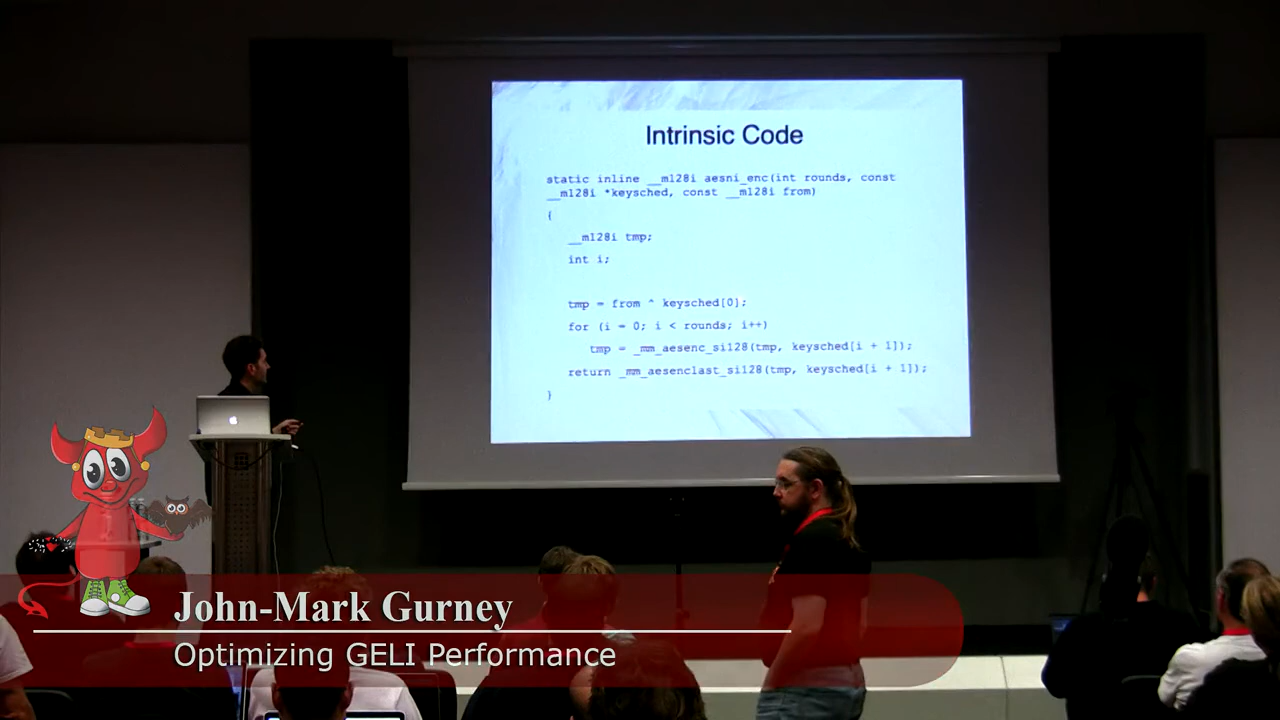 Intrinsic Code
static inline __m128i aesni_enc(int rounds, const
__m128i *keysched, const __m128i from)
{
__m128i tmp;
int i;
tmp = from ^ keysched[0];
for (i = 0; i < rounds; i++)
tmp = _mm_aesenc_si128(tmp, keysched[i + 1]);
return _mm_aesenclast_si128(tmp, keysched[i + 1]);
}
John-Mark Gurney
Optimizing GELI Performance